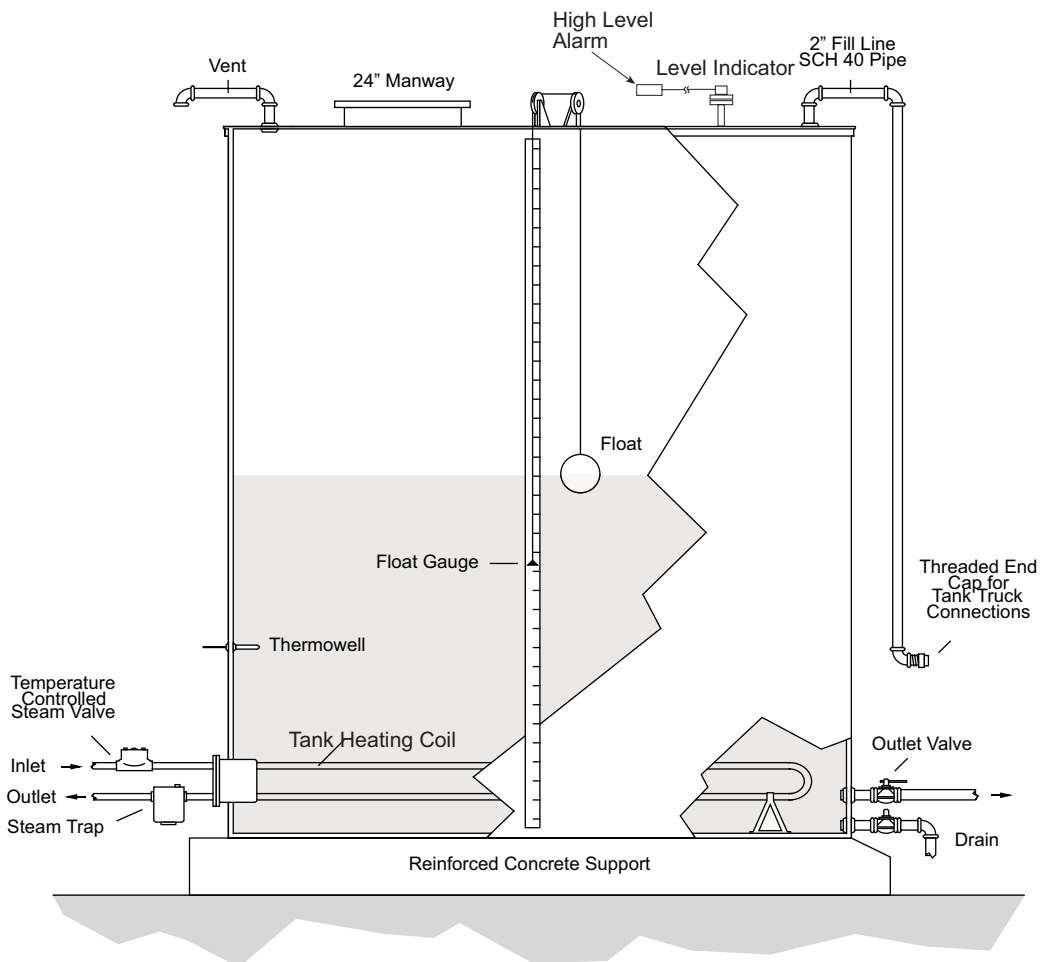 High Level
Alarm
2” Fill Line
SCH 40 Pipe
Vent
Level Indicator
24” Manway
Float
Float Gauge
Threaded End
Cap for
Tank Truck
Connections
Thermowell
Temperature
Controlled
Steam Valve
Tank Heating Coil
Outlet Valve
Inlet
Outlet
Steam Trap
Drain
Reinforced Concrete Support